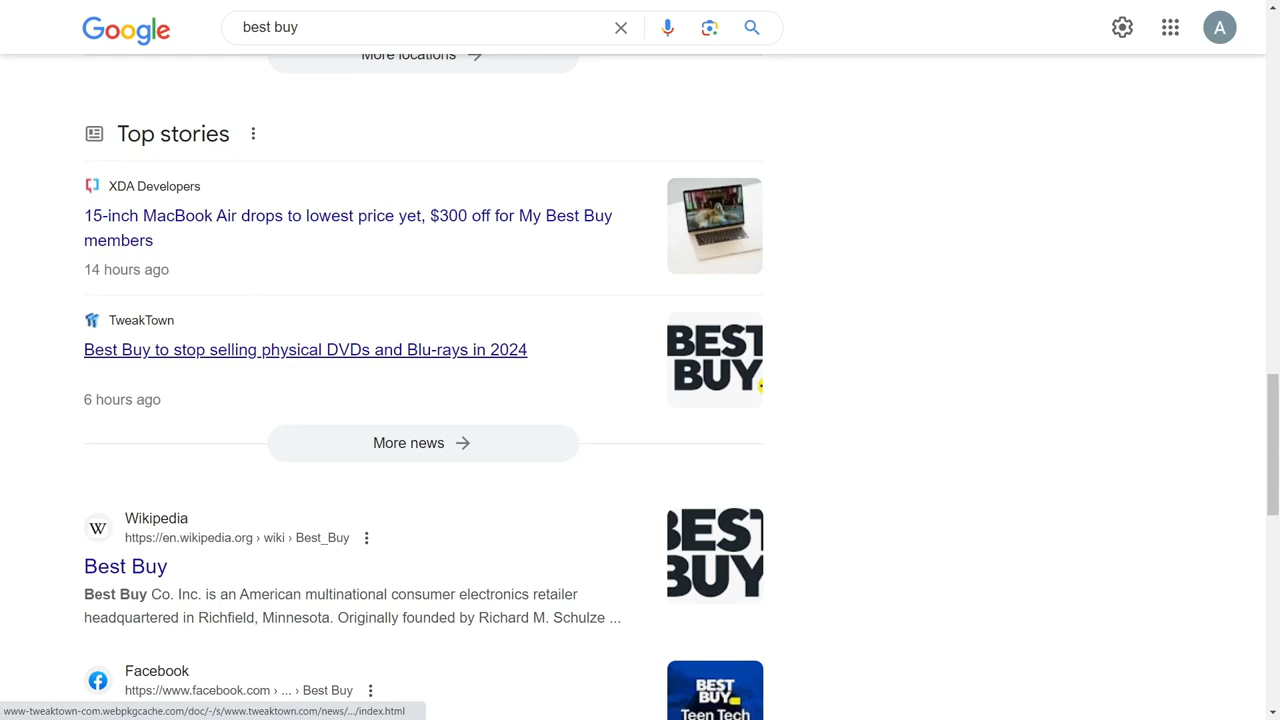 Google
best buy
A
More locations
Top stories
XDA Developers
15-inch MacBook Air drops to lowest price yet, $300 off for My Best Buy
members
14 hours ago
TweakTown
Best Buy to stop selling physical DVDs and Blu-rays in 2024
BEST
BUY
6 hours ago
More news
W
Wikipedia
https://en.wikipedia.org › wiki › Best_Buy
Best Buy
Best Buy Co. Inc. is an American multinational consumer electronics retailer
headquartered in Richfield, Minnesota. Originally founded by Richard M. Schulze ...
BEST
BUY
Facebook
https://www.facebook.com › ... › Best Buy
BEST
BUY
Teen Tech
www-tweaktown-com.webpkgcache.com/doc/-/s/www.tweaktown.com/news/.../index.html